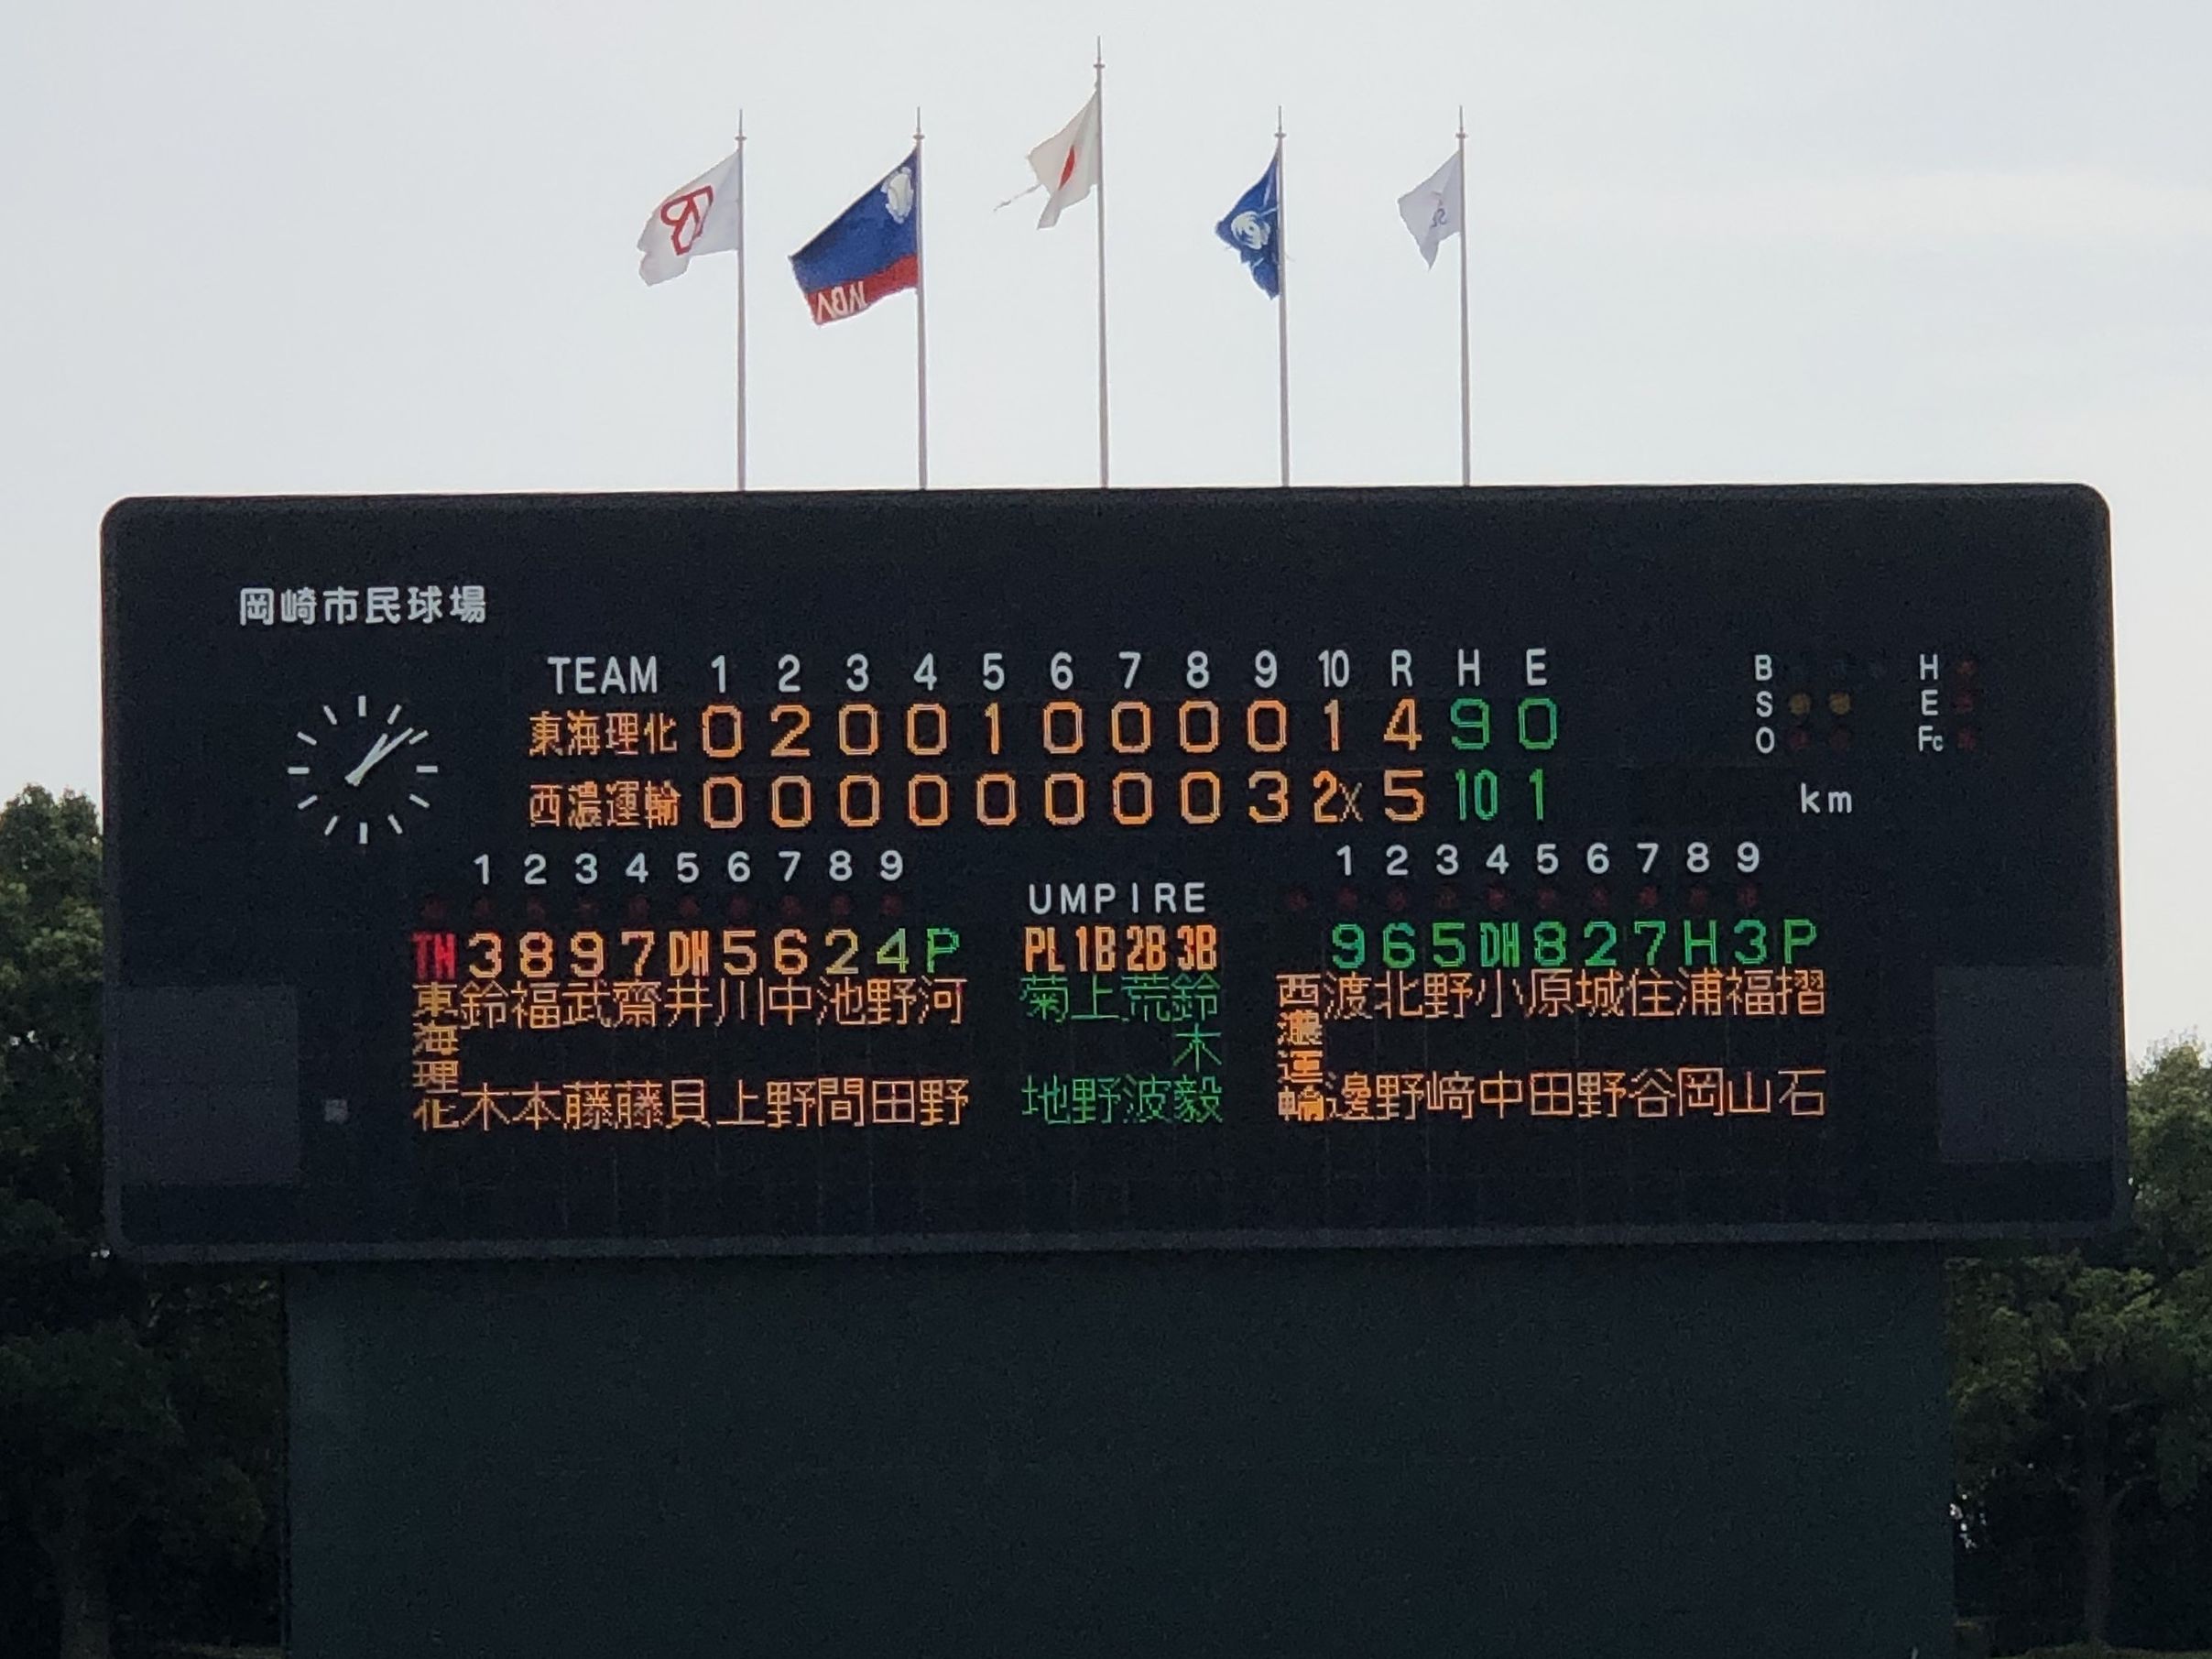 岡崎市民球場
TEAM 1 2 3 4 5 6 7 8 9 10 R H E
東海理化 0 2 0 0 1 0 0 0 0 1 4 9 0
西濃運輸 0 0 0 0 0 0 0 0 3 2X 5 10 1
B H
S E
O Fc
km
1 2 3 4 5 6 7 8 9
TM 3 8 9 7 DH 5 6 2 4 P
東海理化
鈴木
福本
武藤
齋藤
井貝
川上
中野
池間
野田
河野
UMPIRE
PL 1B 2B 3B
菊地
上野
荒波
鈴木毅
1 2 3 4 5 6 7 8 9
9 6 5 DH 8 2 7 H 3 P
西濃運輸
渡邊
北野
野﨑
小中
原田
城野
住谷
浦岡
福山
摺石